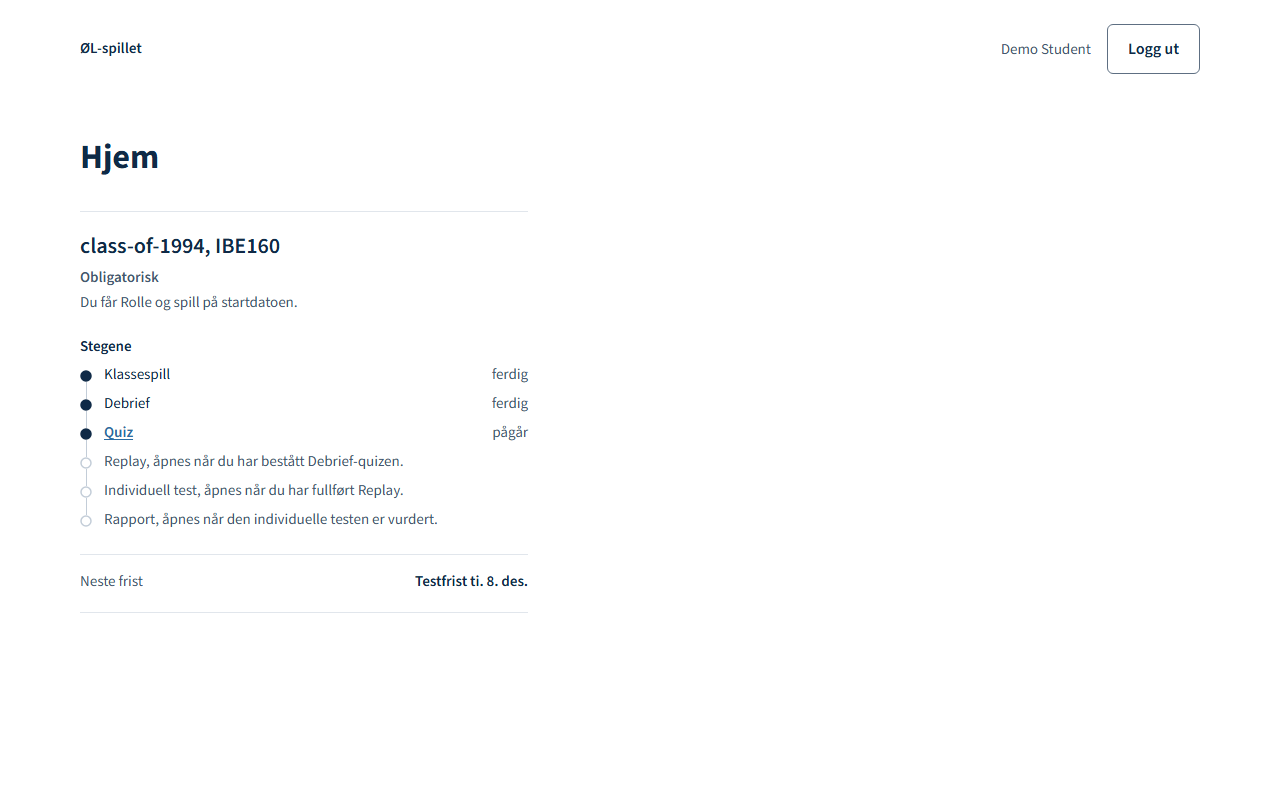 ØL-spillet
Demo Student
Logg ut
Hjem
class-of-1994, IBE160
Obligatorisk
Du får Rolle og spill på startdatoen.
Stegene
Klassespill ferdig
Debrief ferdig
Quiz pågår
Replay, åpnes når du har bestått Debrief-quizen.
Individuell test, åpnes når du har fullført Replay.
Rapport, åpnes når den individuelle testen er vurdert.
Neste frist Testfrist ti. 8. des.